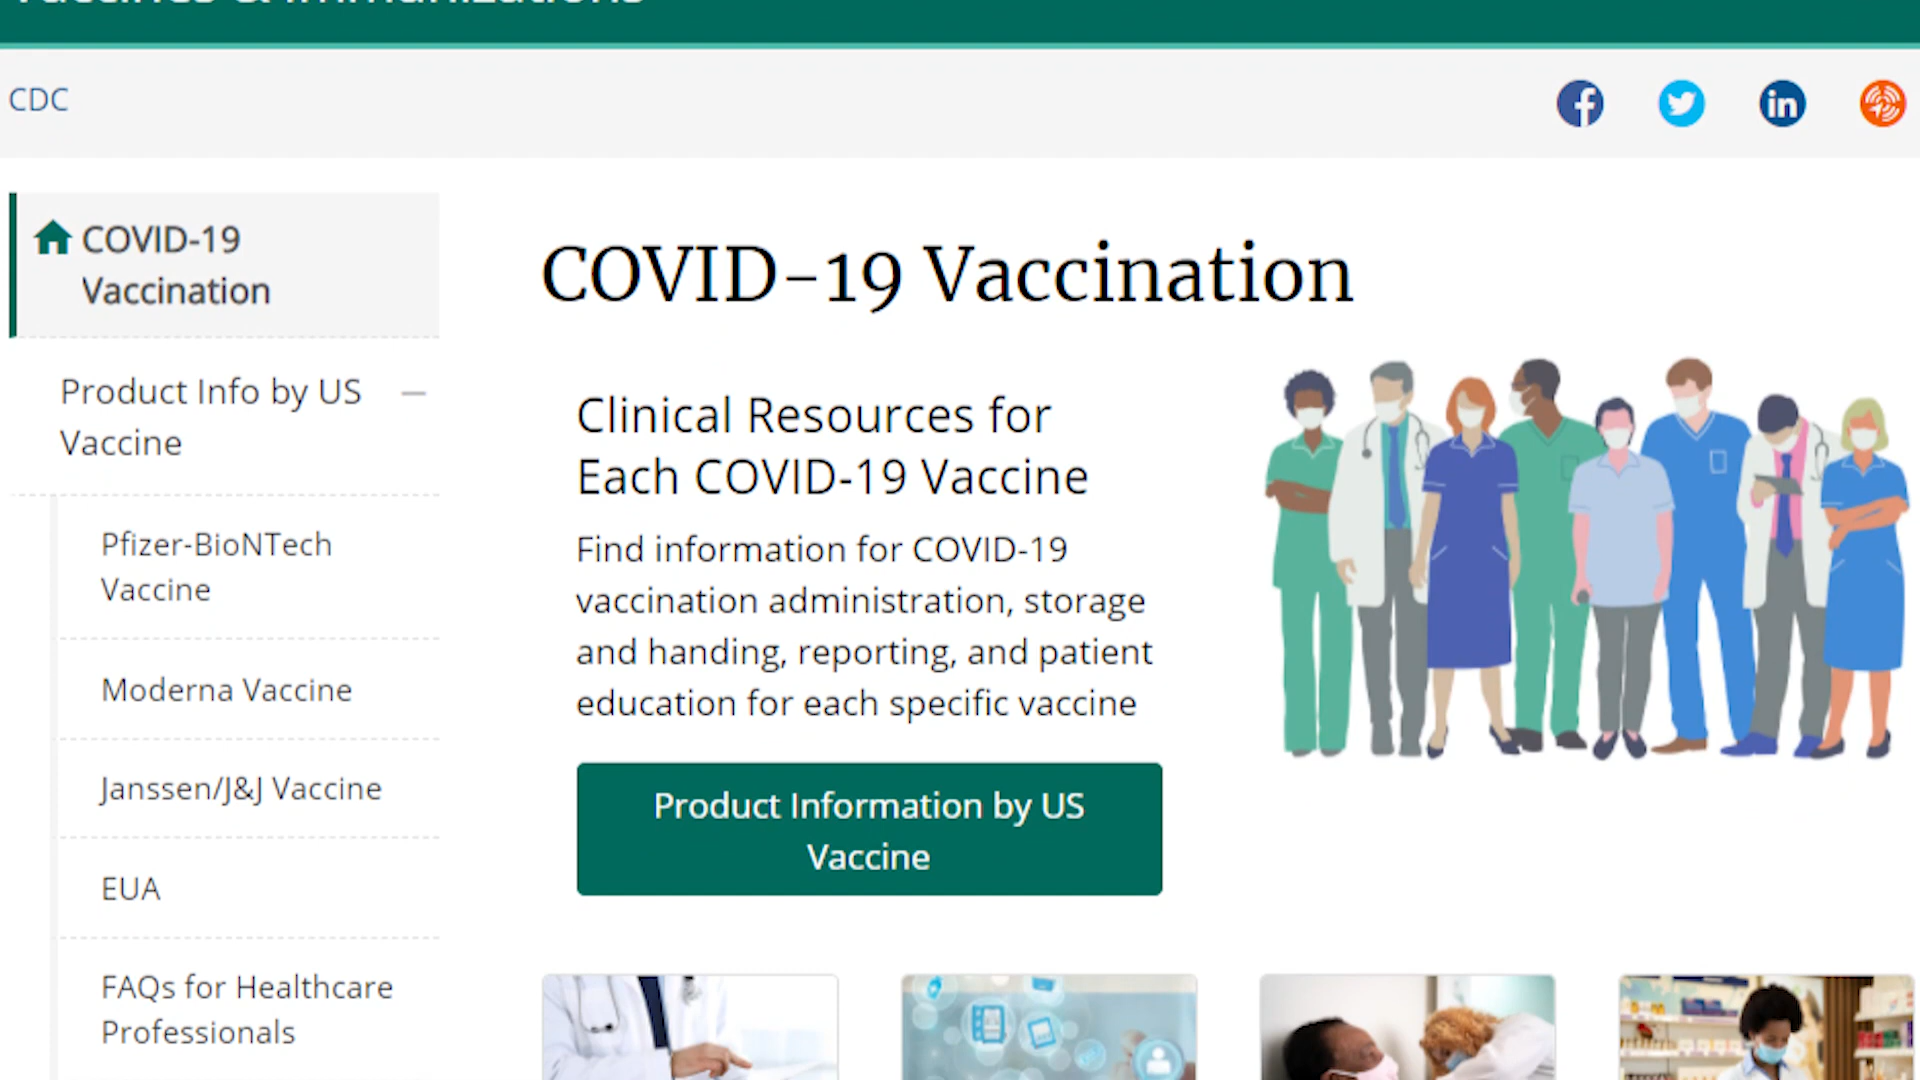 Vaccines & Immunizations
CDC
COVID-19
Vaccination
Product Info by US
Vaccine
Pfizer-BioNTech
Vaccine
Moderna Vaccine
Janssen/J&J Vaccine
EUA
FAQs for Healthcare
Professionals
COVID-19 Vaccination
Clinical Resources for
Each COVID-19 Vaccine
Find information for COVID-19
vaccination administration, storage
and handing, reporting, and patient
education for each specific vaccine
Product Information by US
Vaccine